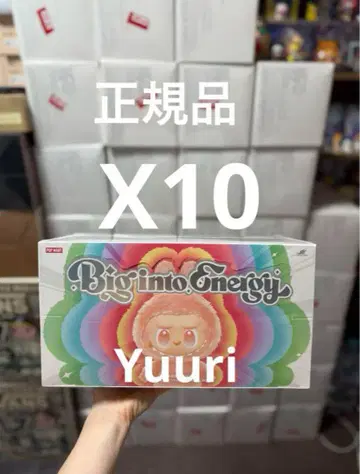 正規品
X10
POP MART
Big into Energy
Yuuri